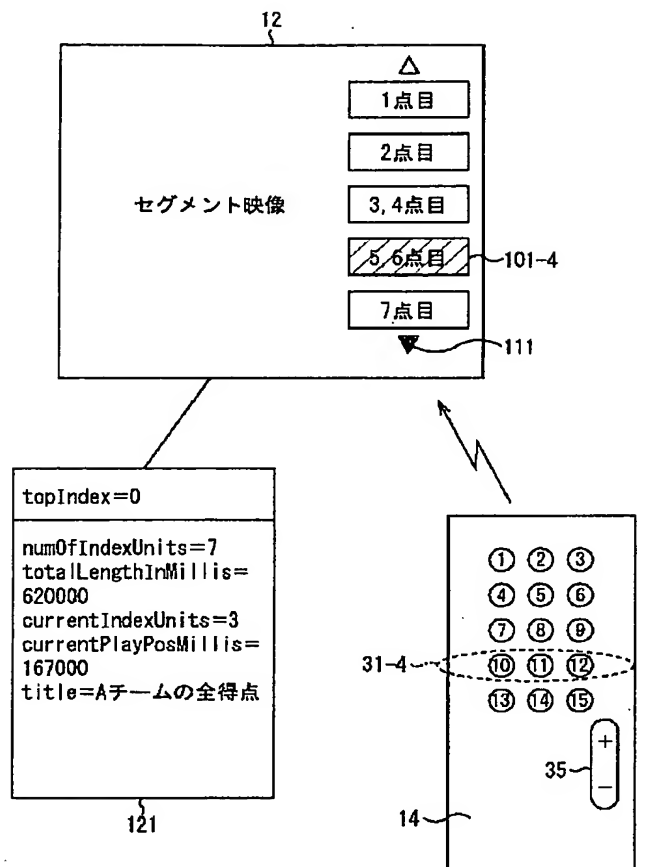 12
1点目
2点目
セグメント映像
3,4点目
5,6点目
101-4
7点目
111
topIndex=0
numOfIndexUnits=7
totalLengthInMillis=
620000
currentIndexUnits=3
currentPlayPosMillis=
167000
title=Aチームの全得点
121
① ② ③
④ ⑤ ⑥
⑦ ⑧ ⑨
31-4
⑩ ⑪ ⑫
⑬ ⑭ ⑮
+
35
−
14